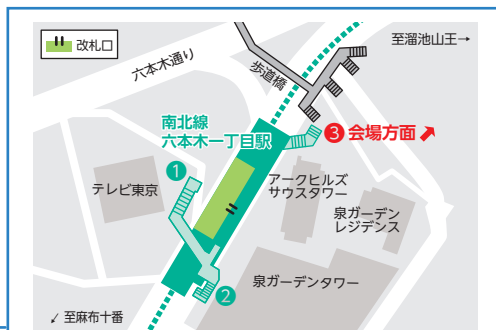 改札口
至溜池山王→
六本木通り
歩道橋
南北線
六本木一丁目駅
3 会場方面
1
テレビ東京
アークヒルズ
サウスタワー
泉ガーデン
レジデンス
泉ガーデンタワー
2
↙ 至麻布十番